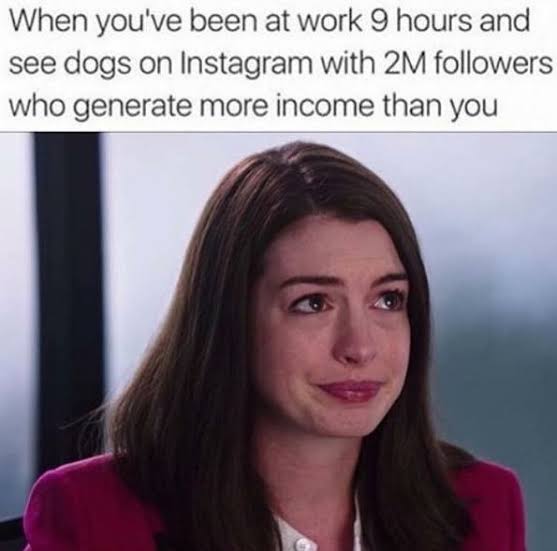 When you've been at work 9 hours and
see dogs on Instagram with 2M followers
who generate more income than you